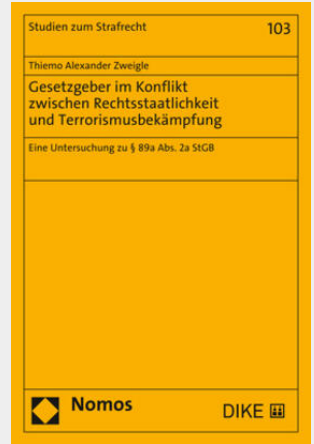 Studien zum Strafrecht 103
Thiemo Alexander Zweigle
Gesetzgeber im Konflikt
zwischen Rechtsstaatlichkeit
und Terrorismusbekämpfung
Eine Untersuchung zu § 89a Abs. 2a StGB
Nomos
DIKE